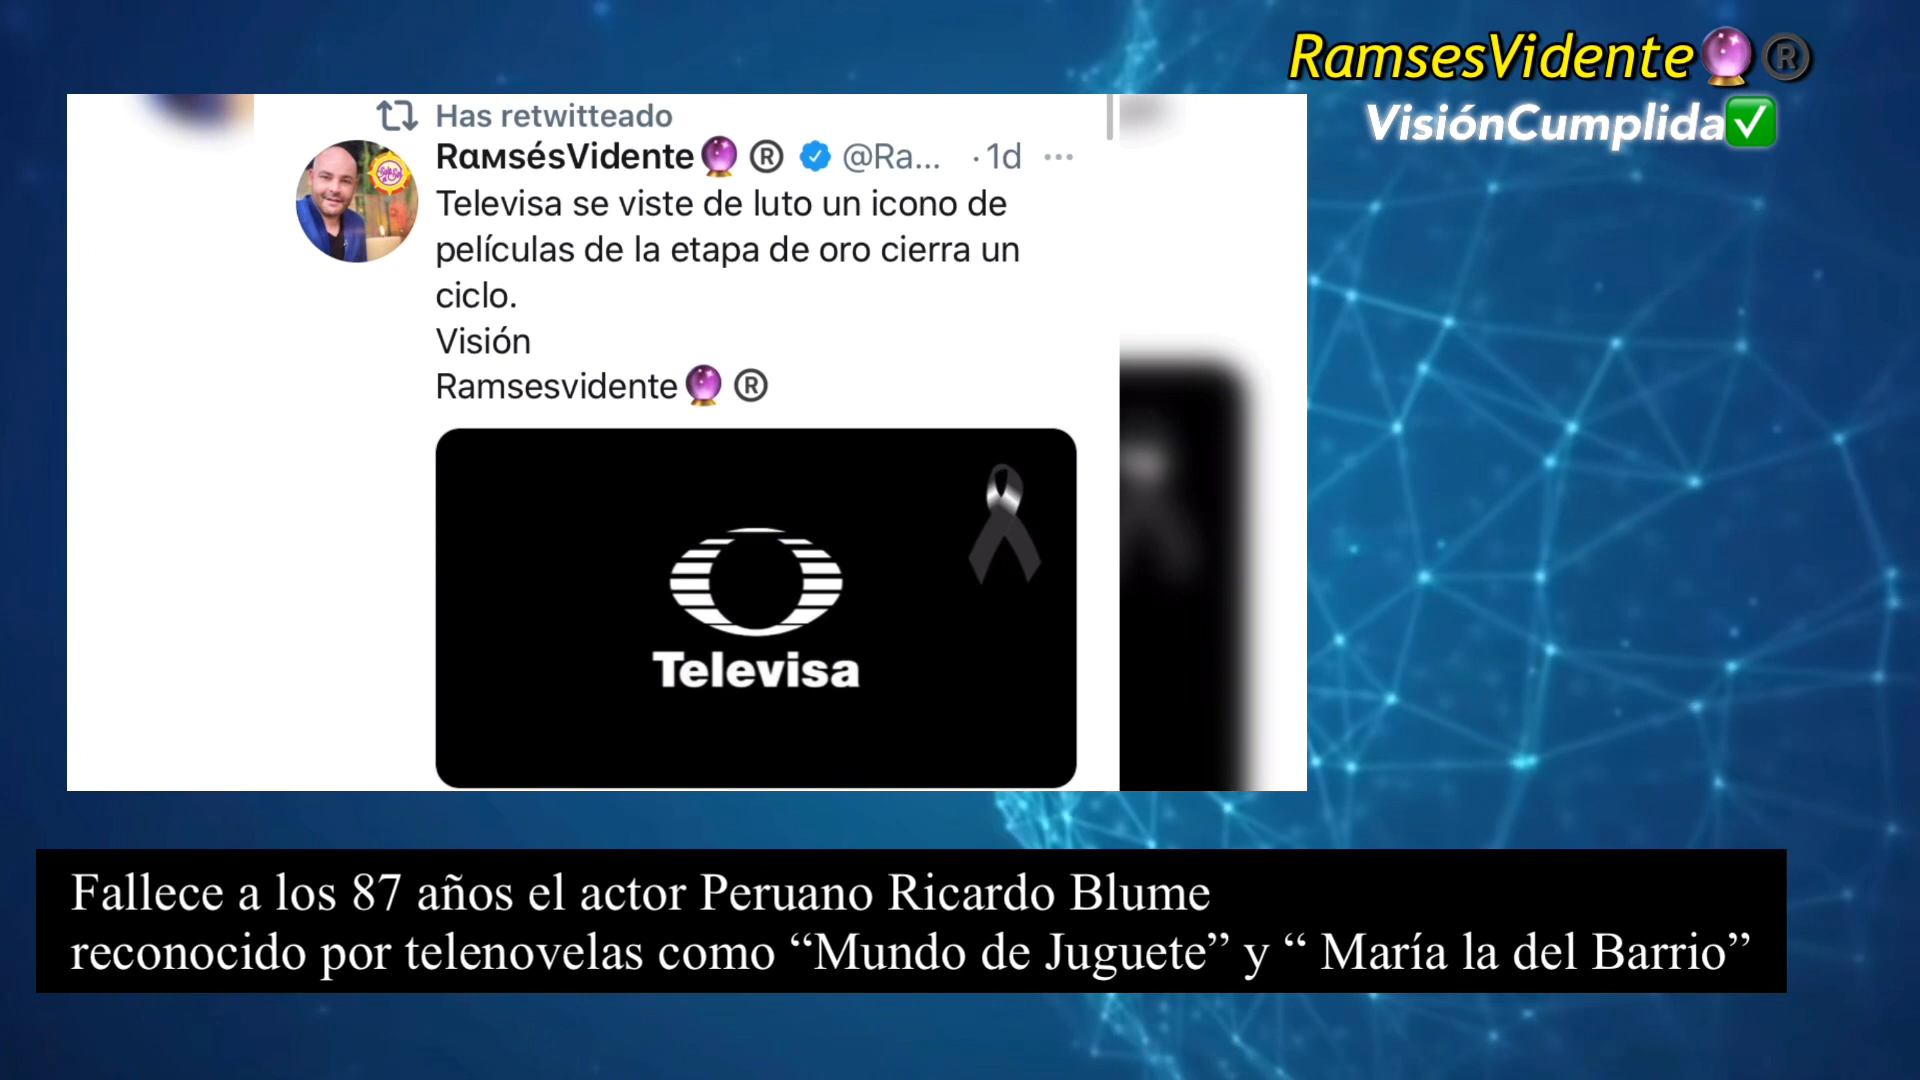 RamsesVidente🔮®
VisiónCumplida✅
Has retwitteado
RaмsésVidente🔮® @Ra... · 1d ...
Televisa se viste de luto un icono de
películas de la etapa de oro cierra un
ciclo.
Visión
Ramsesvidente🔮®
Televisa
Fallece a los 87 años el actor Peruano Ricardo Blume
reconocido por telenovelas como “Mundo de Juguete” y “ María la del Barrio”